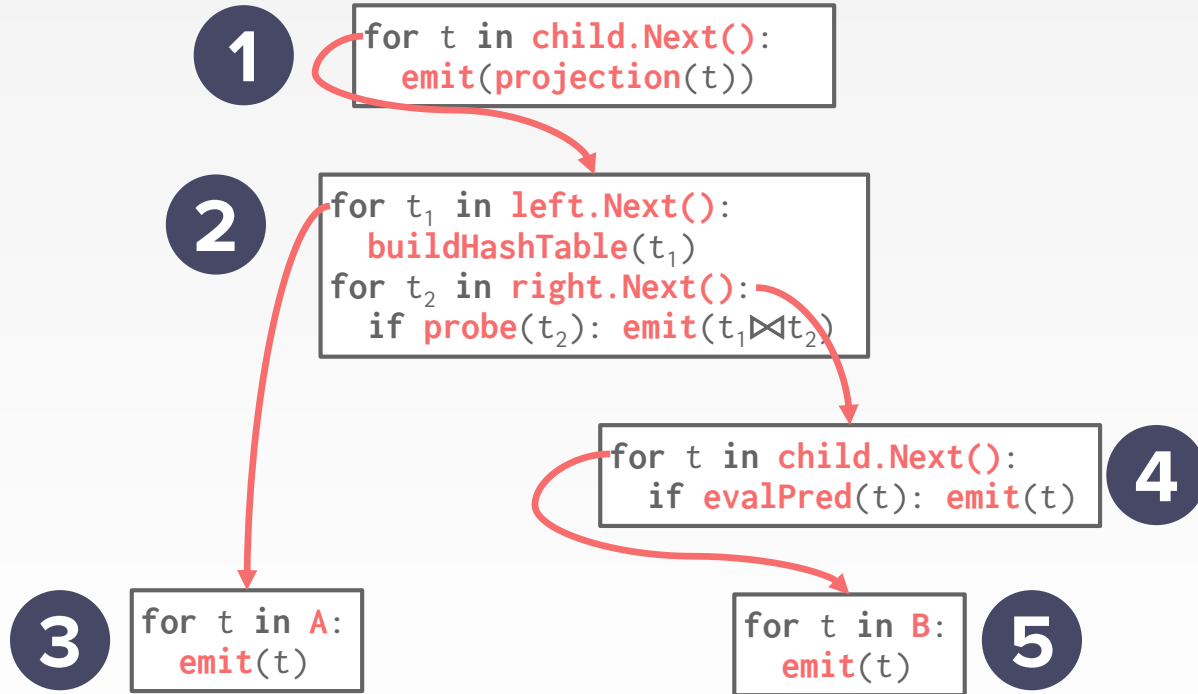 1
for t in child.Next():
emit(projection(t))
2
for t₁ in left.Next():
buildHashTable(t₁)
for t₂ in right.Next():
if probe(t₂): emit(t₁⨝t₂)
for t in child.Next():
if evalPred(t): emit(t)
4
3
for t in A:
emit(t)
for t in B:
emit(t)
5